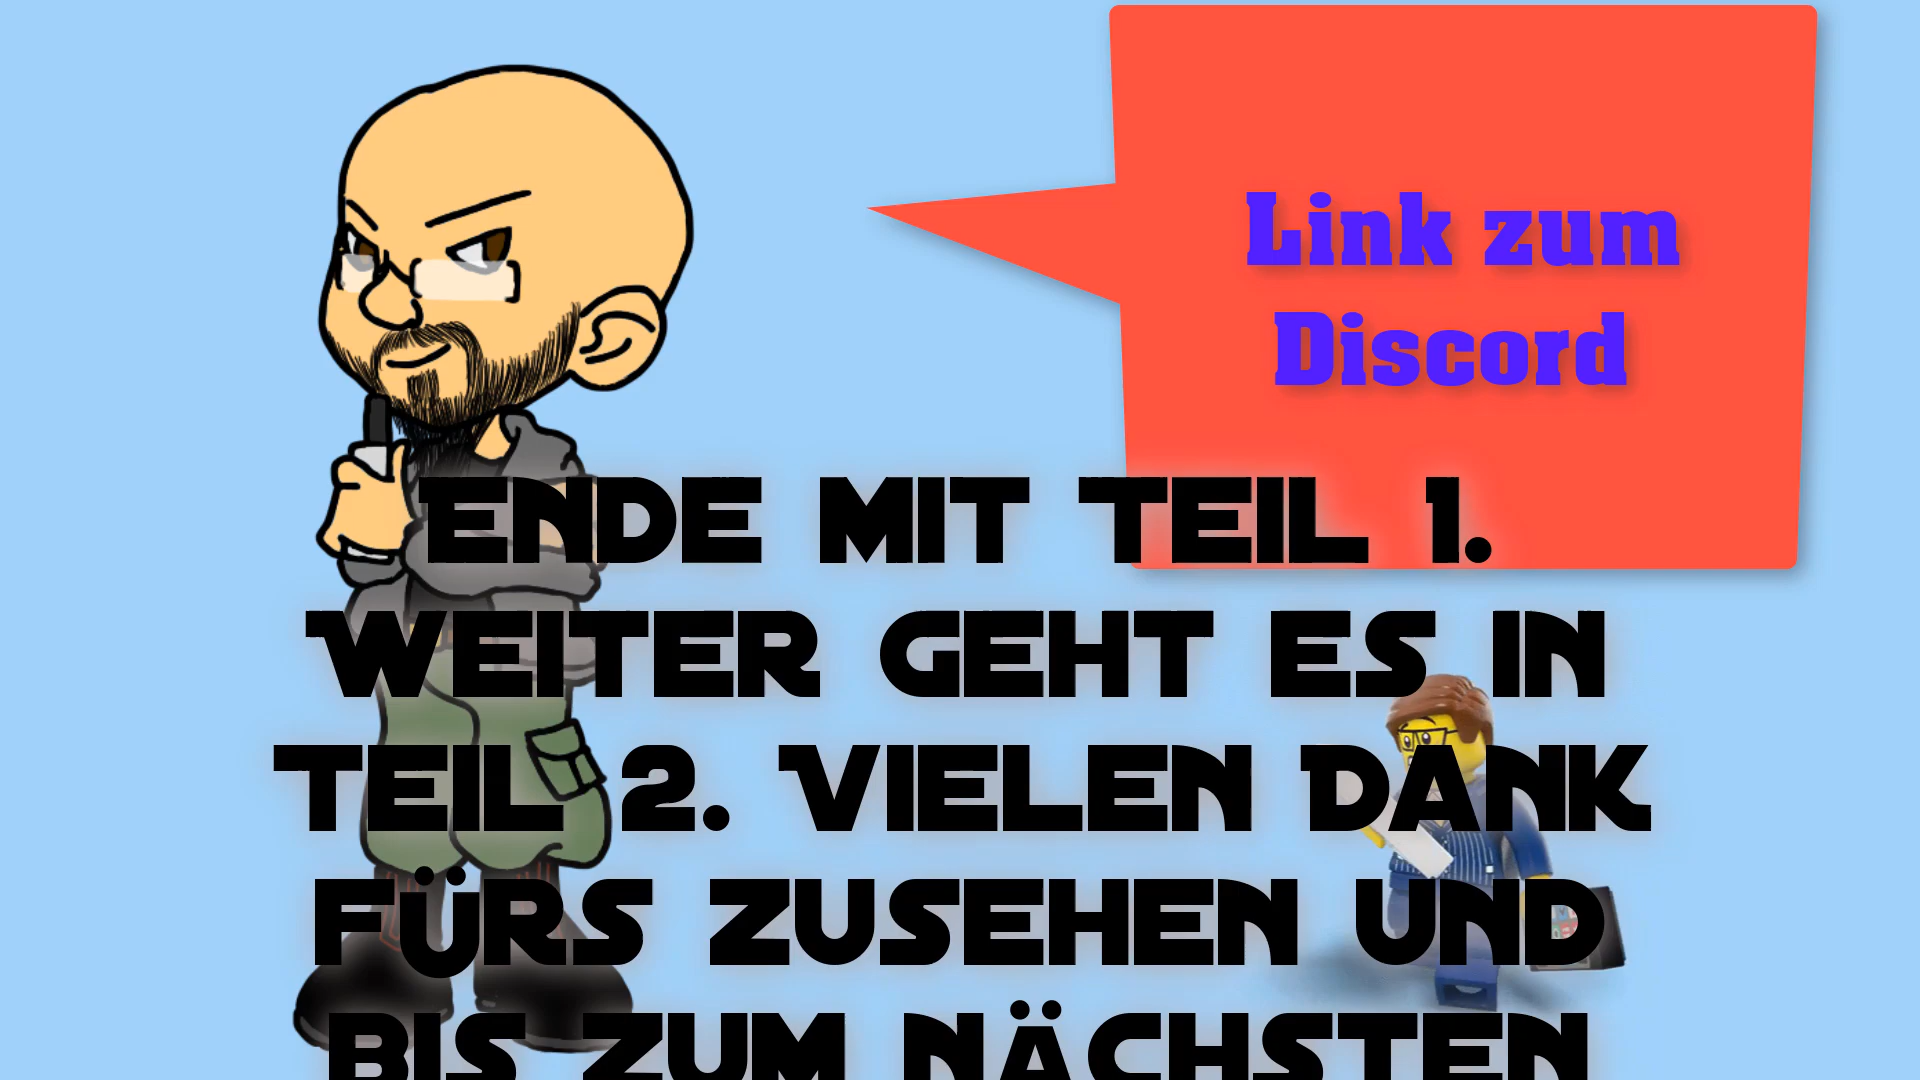 Link zum
Discord
ENDE MIT TEIL 1.
WEITER GEHT ES IN
TEIL 2. VIELEN DANK
FÜRS ZUSEHEN UND
BIS ZUM NÄCHSTEN